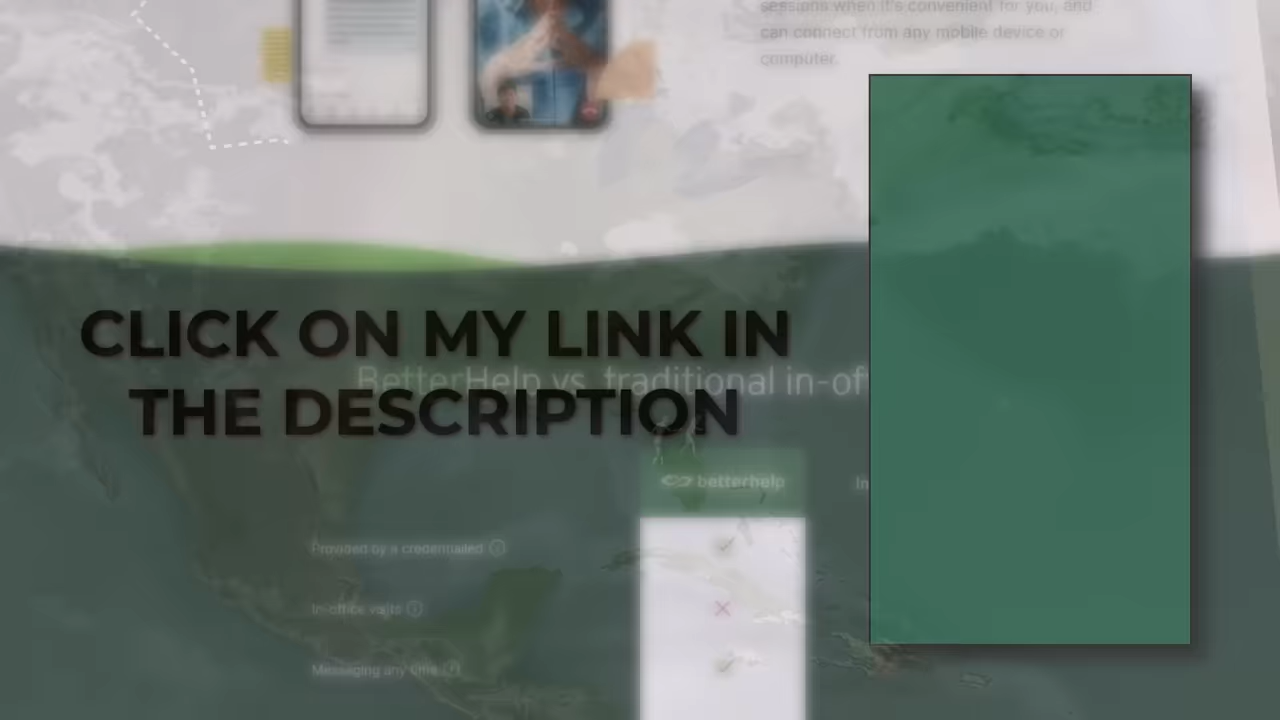 sessions when it's convenient for you, and
can connect from any mobile device or
computer.
CLICK ON MY LINK IN
THE DESCRIPTION
BetterHelp vs. traditional in-of
betterhelp
In
Provided by a credentialed
In-office visits
Messaging any time